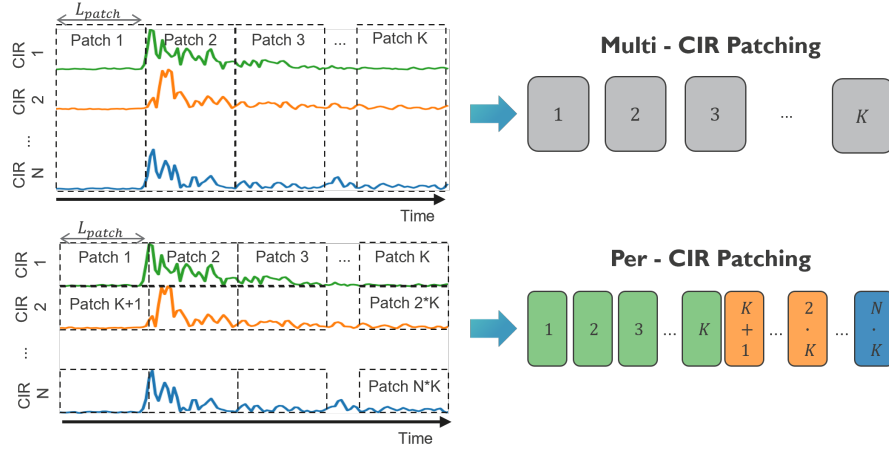 L_patch
Patch 1 Patch 2 Patch 3 ... Patch K
CIR 1
CIR 2
...
CIR N
Time
Multi - CIR Patching
1 2 3 ... K
L_patch
Patch 1 Patch 2 Patch 3 ... Patch K
CIR 1
Patch K+1 Patch 2*K
CIR 2
...
Patch N*K
CIR N
Time
Per - CIR Patching
1 2 3 ... K K + 1 ... 2 · K ... N · K